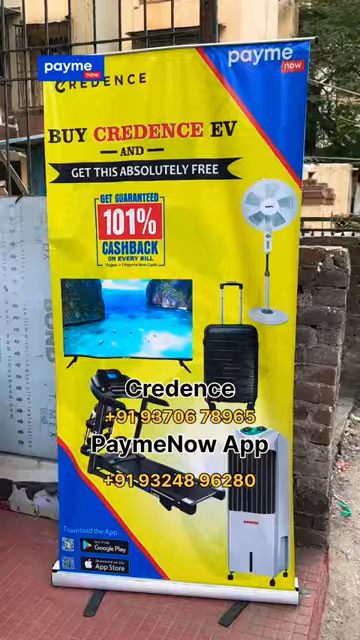 payme
now
payme
now
CREDENCE
BUY CREDENCE EV
AND
GET THIS ABSOLUTELY FREE
GET GUARANTEED
101%
CASHBACK
ON EVERY BILL
Credence
+91 93706 78965
PaymeNow App
+91 93248 96280
Download the App
GET IT ON
Google Play
Download on the
App Store